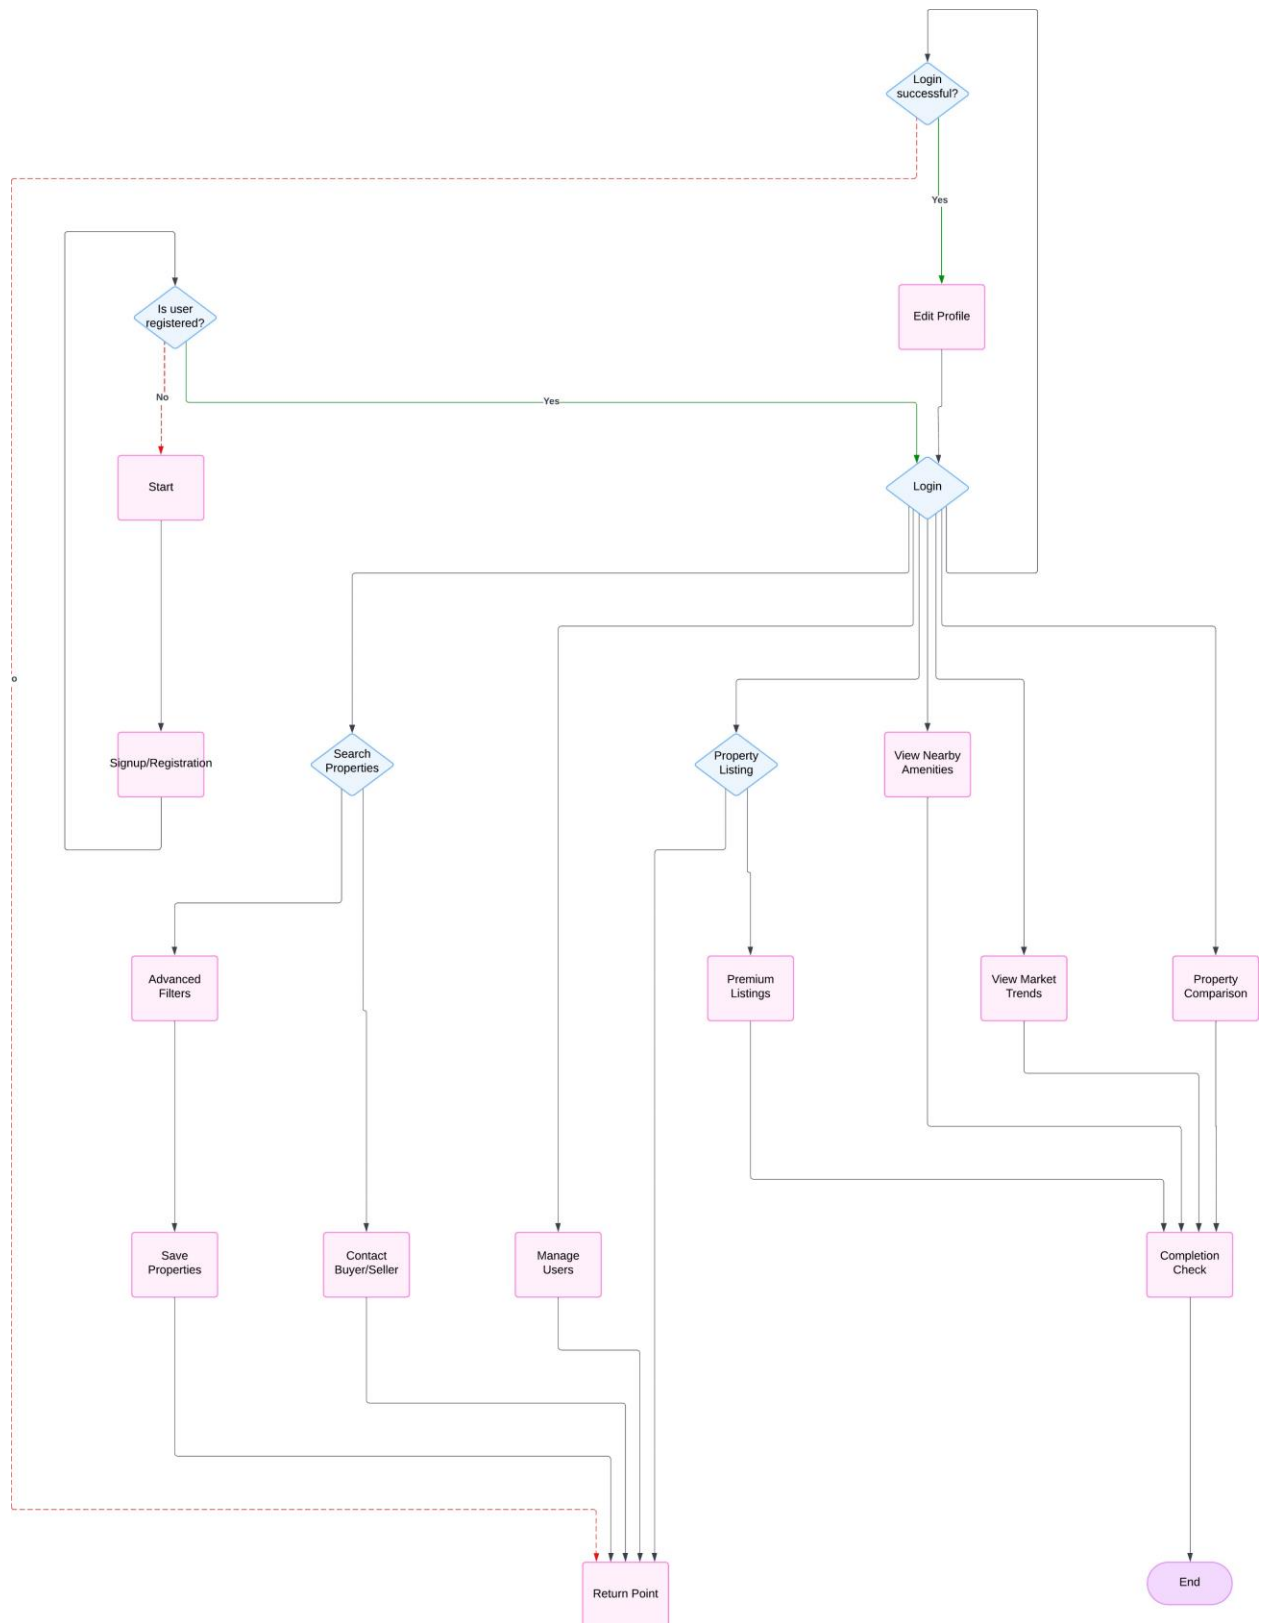 Login
successful?
Yes
Is user
registered?
Edit Profile
No
Yes
Start
Login
o
Signup/Registration
Search
Properties
Property
Listing
View Nearby
Amenities
Advanced
Filters
Premium
Listings
View Market
Trends
Property
Comparison
Save
Properties
Contact
Buyer/Seller
Manage
Users
Completion
Check
End
Return Point